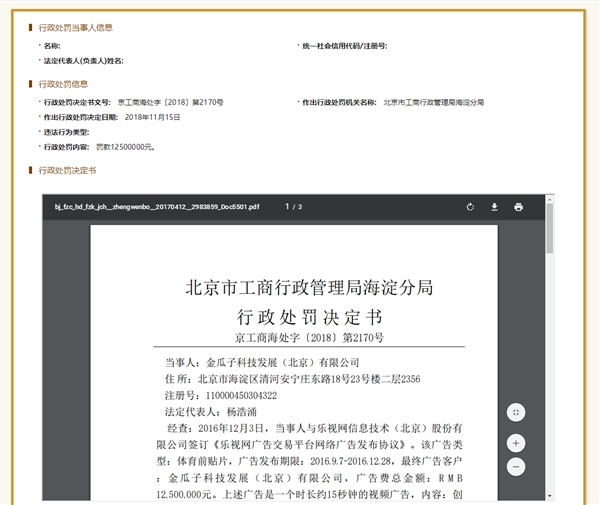 行政处罚当事人信息
· 名称: · 统一社会信用代码/注册号:
· 法定代表人(负责人)姓名:
行政处罚信息
· 行政处罚决定书文号: 京工商海处字〔2018〕第2170号 · 作出行政处罚机关名称: 北京市工商行政管理局海淀分局
· 作出行政处罚决定日期: 2018年11月15日
· 违法行为类型:
· 行政处罚内容: 罚款12500000元。
行政处罚决定书
bj_fzc_hd_fzk_jch__zhengwenbo__20170412__2983859_Doc5501.pdf 1 / 3
北京市工商行政管理局海淀分局
行政处罚决定书
京工商海处字〔2018〕第2170号
当事人：金瓜子科技发展（北京）有限公司
住 所：北京市海淀区清河安宁庄东路18号23号楼二层2356
注册号：110000450304322
法定代表人：杨浩涌
经查：2016年12月3日，当事人与乐视网信息技术（北京）股份有
限公司签订《乐视网广告交易平台网络广告发布协议》。该广告类
型：体育前贴片，广告发布期限：2016.9.7-2016.12.28，最终广告客户
：金瓜子科技发展（北京）有限公司，广告费总金额：RMB
12,500,000元。上述广告是一个时长约15秒钟的视频广告，内容：创